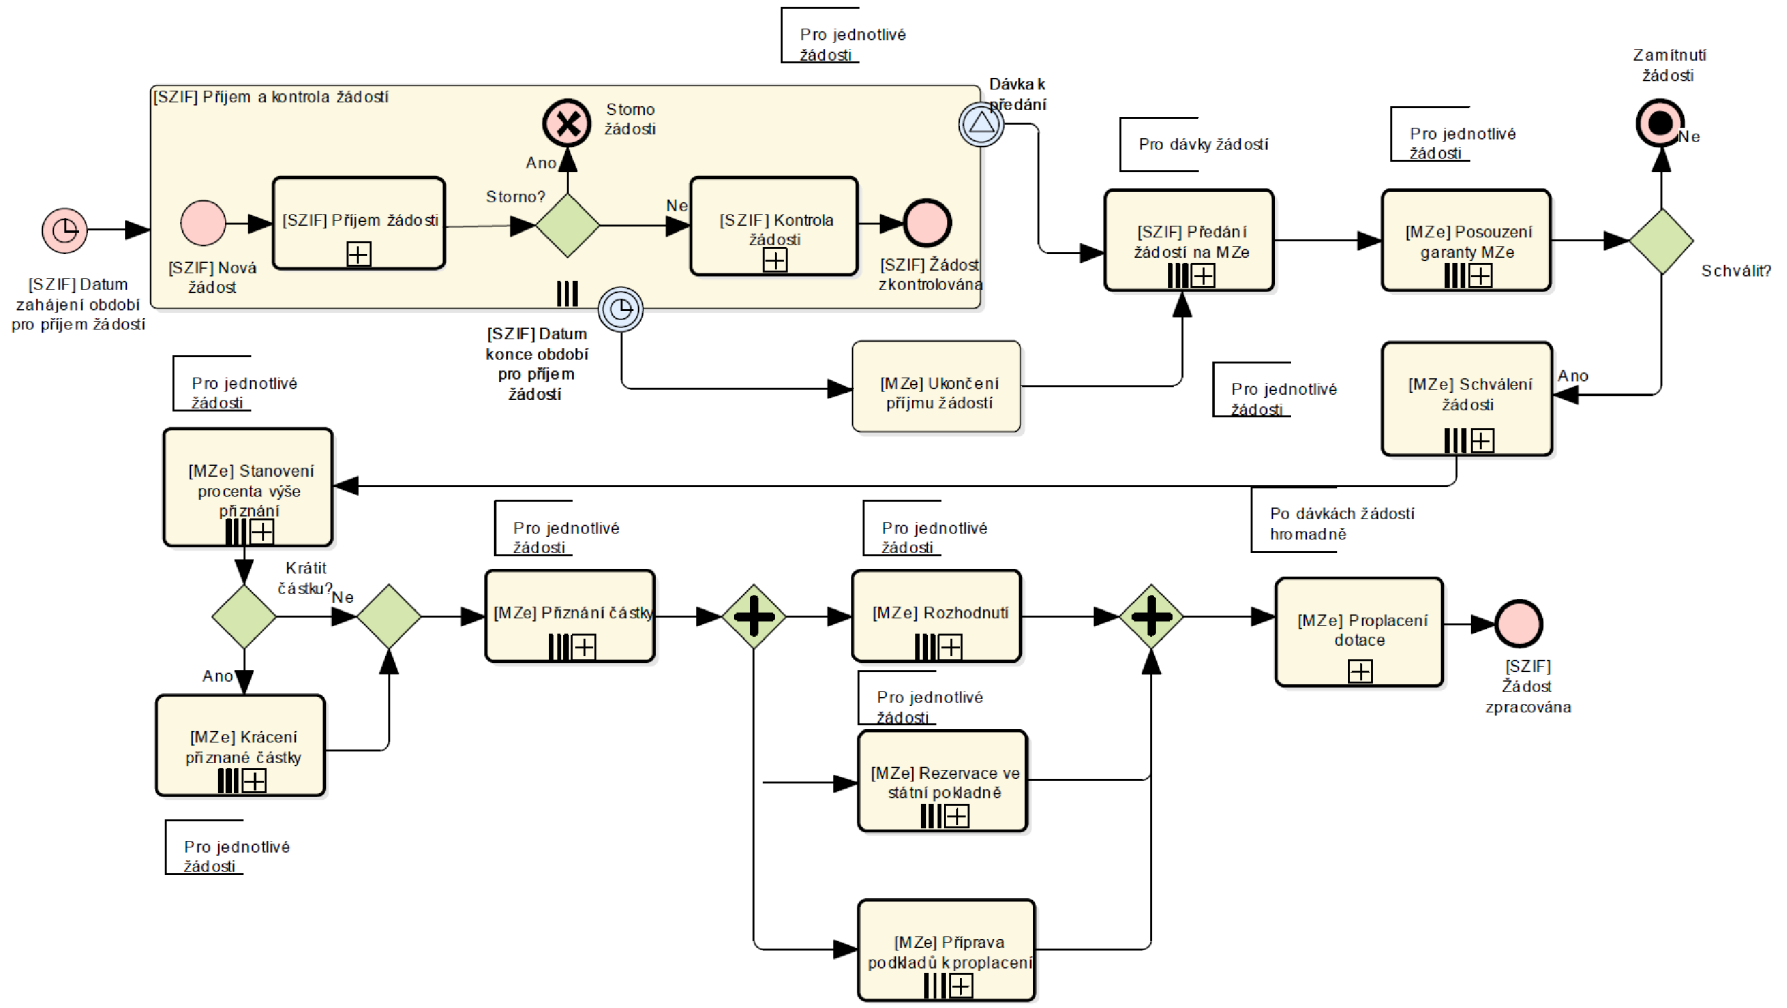 Pro jednotlivé
žádosti
Zamítnutí
žádosti
[SZIF] Příjem a kontrola žádostí
Dávka k
předání
Storno
žádosti
Pro dávky žádostí
Pro jednotlivé
žádosti
Ne
Ano
Storno?
Ne
[SZIF] Příjem žádosti
[SZIF] Kontrola
žádosti
[SZIF] Předání
žádostí na MZe
[MZe] Posouzení
garanty MZe
Schválit?
[SZIF] Nová
žádost
[SZIF] Žádost
zkontrolována
[SZIF] Datum
zahájení období
pro příjem žádostí
[SZIF] Datum
konce období
pro příjem
žádostí
[MZe] Ukončení
příjmu žádostí
Pro jednotlivé
žádosti
[MZe] Schválení
žádosti
Ano
Pro jednotlivé
žádosti
[MZe] Stanovení
procenta výše
přiznání
Pro jednotlivé
žádosti
Pro jednotlivé
žádosti
Po dávkách žádostí
hromadně
Krátit
částku?
Ne
[MZe] Přiznání částky
[MZe] Rozhodnutí
[MZe] Proplacení
dotace
[SZIF]
Žádost
zpracována
Ano
[MZe] Krácení
přiznané částky
Pro jednotlivé
žádosti
[MZe] Rezervace ve
státní pokladně
Pro jednotlivé
žádosti
[MZe] Příprava
podkladů k proplacení